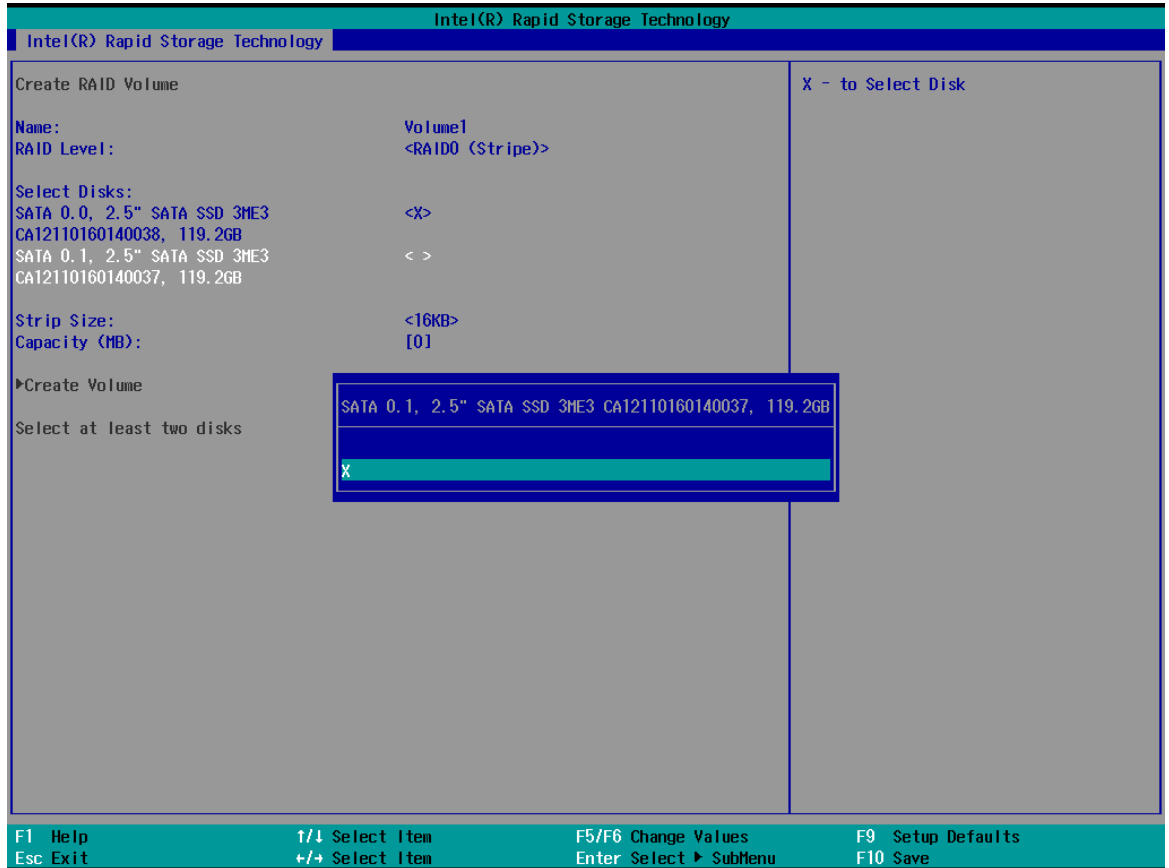 Intel(R) Rapid Storage Technology
Intel(R) Rapid Storage Technology
Create RAID Volume
X - to Select Disk
Name: Volume1
RAID Level: <RAID0 (Stripe)>
Select Disks:
SATA 0.0, 2.5" SATA SSD 3ME3 <X>
CA12110160140038, 119.2GB
SATA 0.1, 2.5" SATA SSD 3ME3 < >
CA12110160140037, 119.2GB
Strip Size: <16KB>
Capacity (MB): [0]
▶Create Volume
Select at least two disks
SATA 0.1, 2.5" SATA SSD 3ME3 CA12110160140037, 119.2GB
X
F1 Help ↑/↓ Select Item F5/F6 Change Values F9 Setup Defaults
Esc Exit ←/→ Select Item Enter Select ▶ SubMenu F10 Save